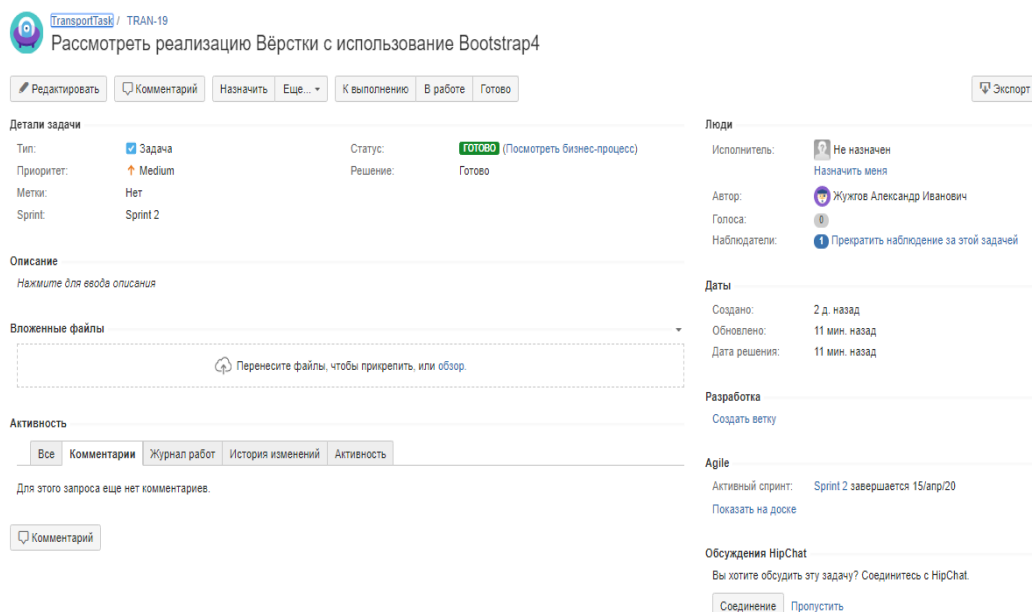 TransportTask / TRAN-19
Рассмотреть реализацию Вёрстки с использование Bootstrap4
Редактировать Комментарий Назначить Еще... К выполнению В работе Готово Экспорт
Детали задачи
Тип: Задача Статус: ГОТОВО (Посмотреть бизнес-процесс)
Приоритет: Medium Решение: Готово
Метки: Нет
Sprint: Sprint 2
Описание
Нажмите для ввода описания
Вложенные файлы
Перенесите файлы, чтобы прикрепить, или обзор.
Активность
Все Комментарии Журнал работ История изменений Активность
Для этого запроса еще нет комментариев.
Комментарий
Люди
Исполнитель: Не назначен
Назначить меня
Автор: Жужгов Александр Иванович
Голоса: 0
Наблюдатели: 1 Прекратить наблюдение за этой задачей
Даты
Создано: 2 д. назад
Обновлено: 11 мин. назад
Дата решения: 11 мин. назад
Разработка
Создать ветку
Agile
Активный спринт: Sprint 2 завершается 15/апр/20
Показать на доске
Обсуждения HipChat
Вы хотите обсудить эту задачу? Соединитесь с HipChat.
Соединение Пропустить